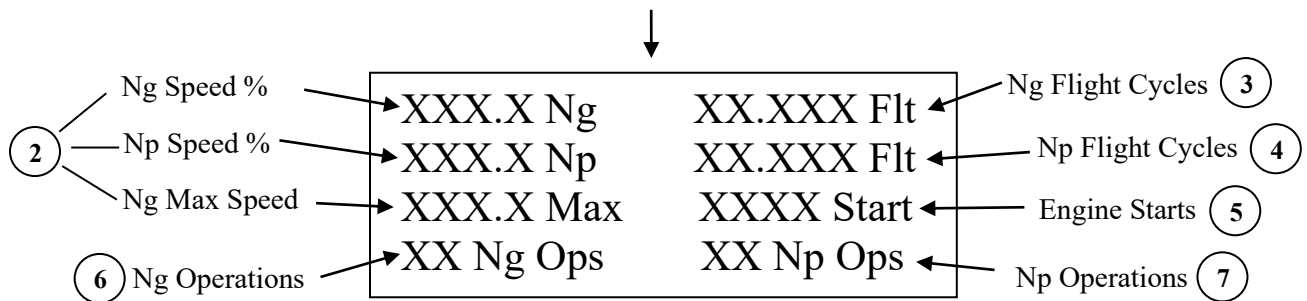 Ng Speed % XXX.X Ng XX.XXX Flt Ng Flight Cycles 3
2 Np Speed % XXX.X Np XX.XXX Flt Np Flight Cycles 4
Ng Max Speed XXX.X Max XXXX Start Engine Starts 5
6 Ng Operations XX Ng Ops XX Np Ops Np Operations 7